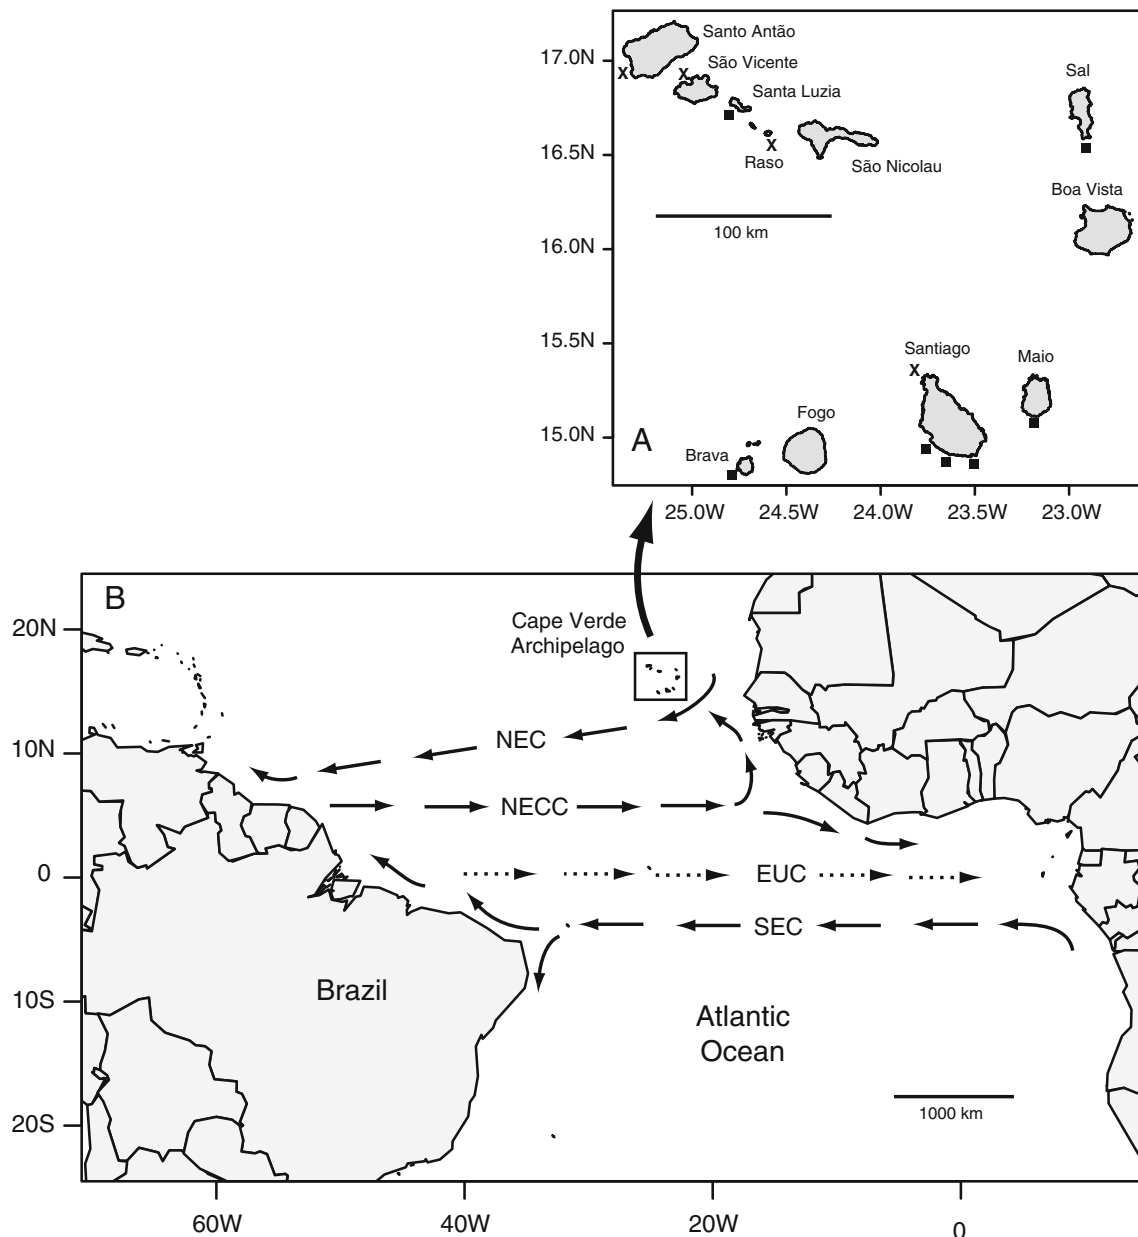 Santo Antão
17.0N
São Vicente
Sal
X
X
Santa Luzia
X
16.5N
Raso
São Nicolau
Boa Vista
100 km
16.0N
15.5N
Santiago
Maio
X
Fogo
15.0N
A
Brava
25.0W
24.5W
24.0W
23.5W
23.0W
B
Cape Verde
Archipelago
20N
NEC
10N
NECC
0
EUC
SEC
Brazil
10S
Atlantic
Ocean
1000 km
20S
60W
40W
20W
0